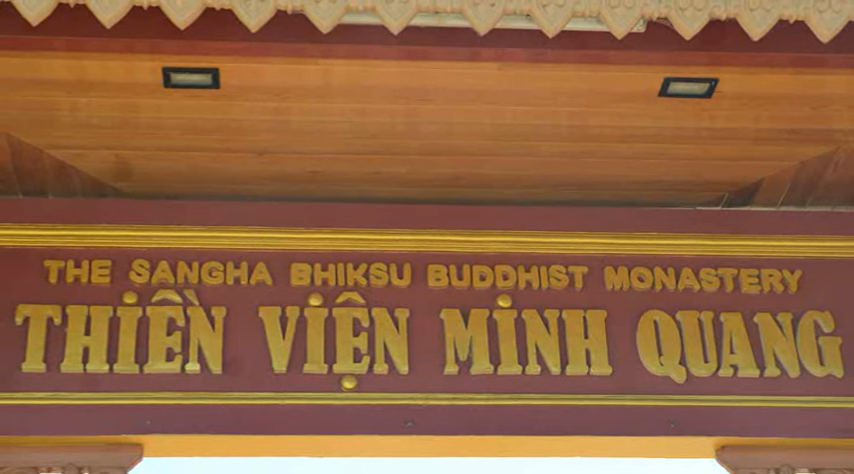 THE SANGHA BHIKSU BUDDHIST MONASTERY
THIỀN VIỆN MINH QUANG